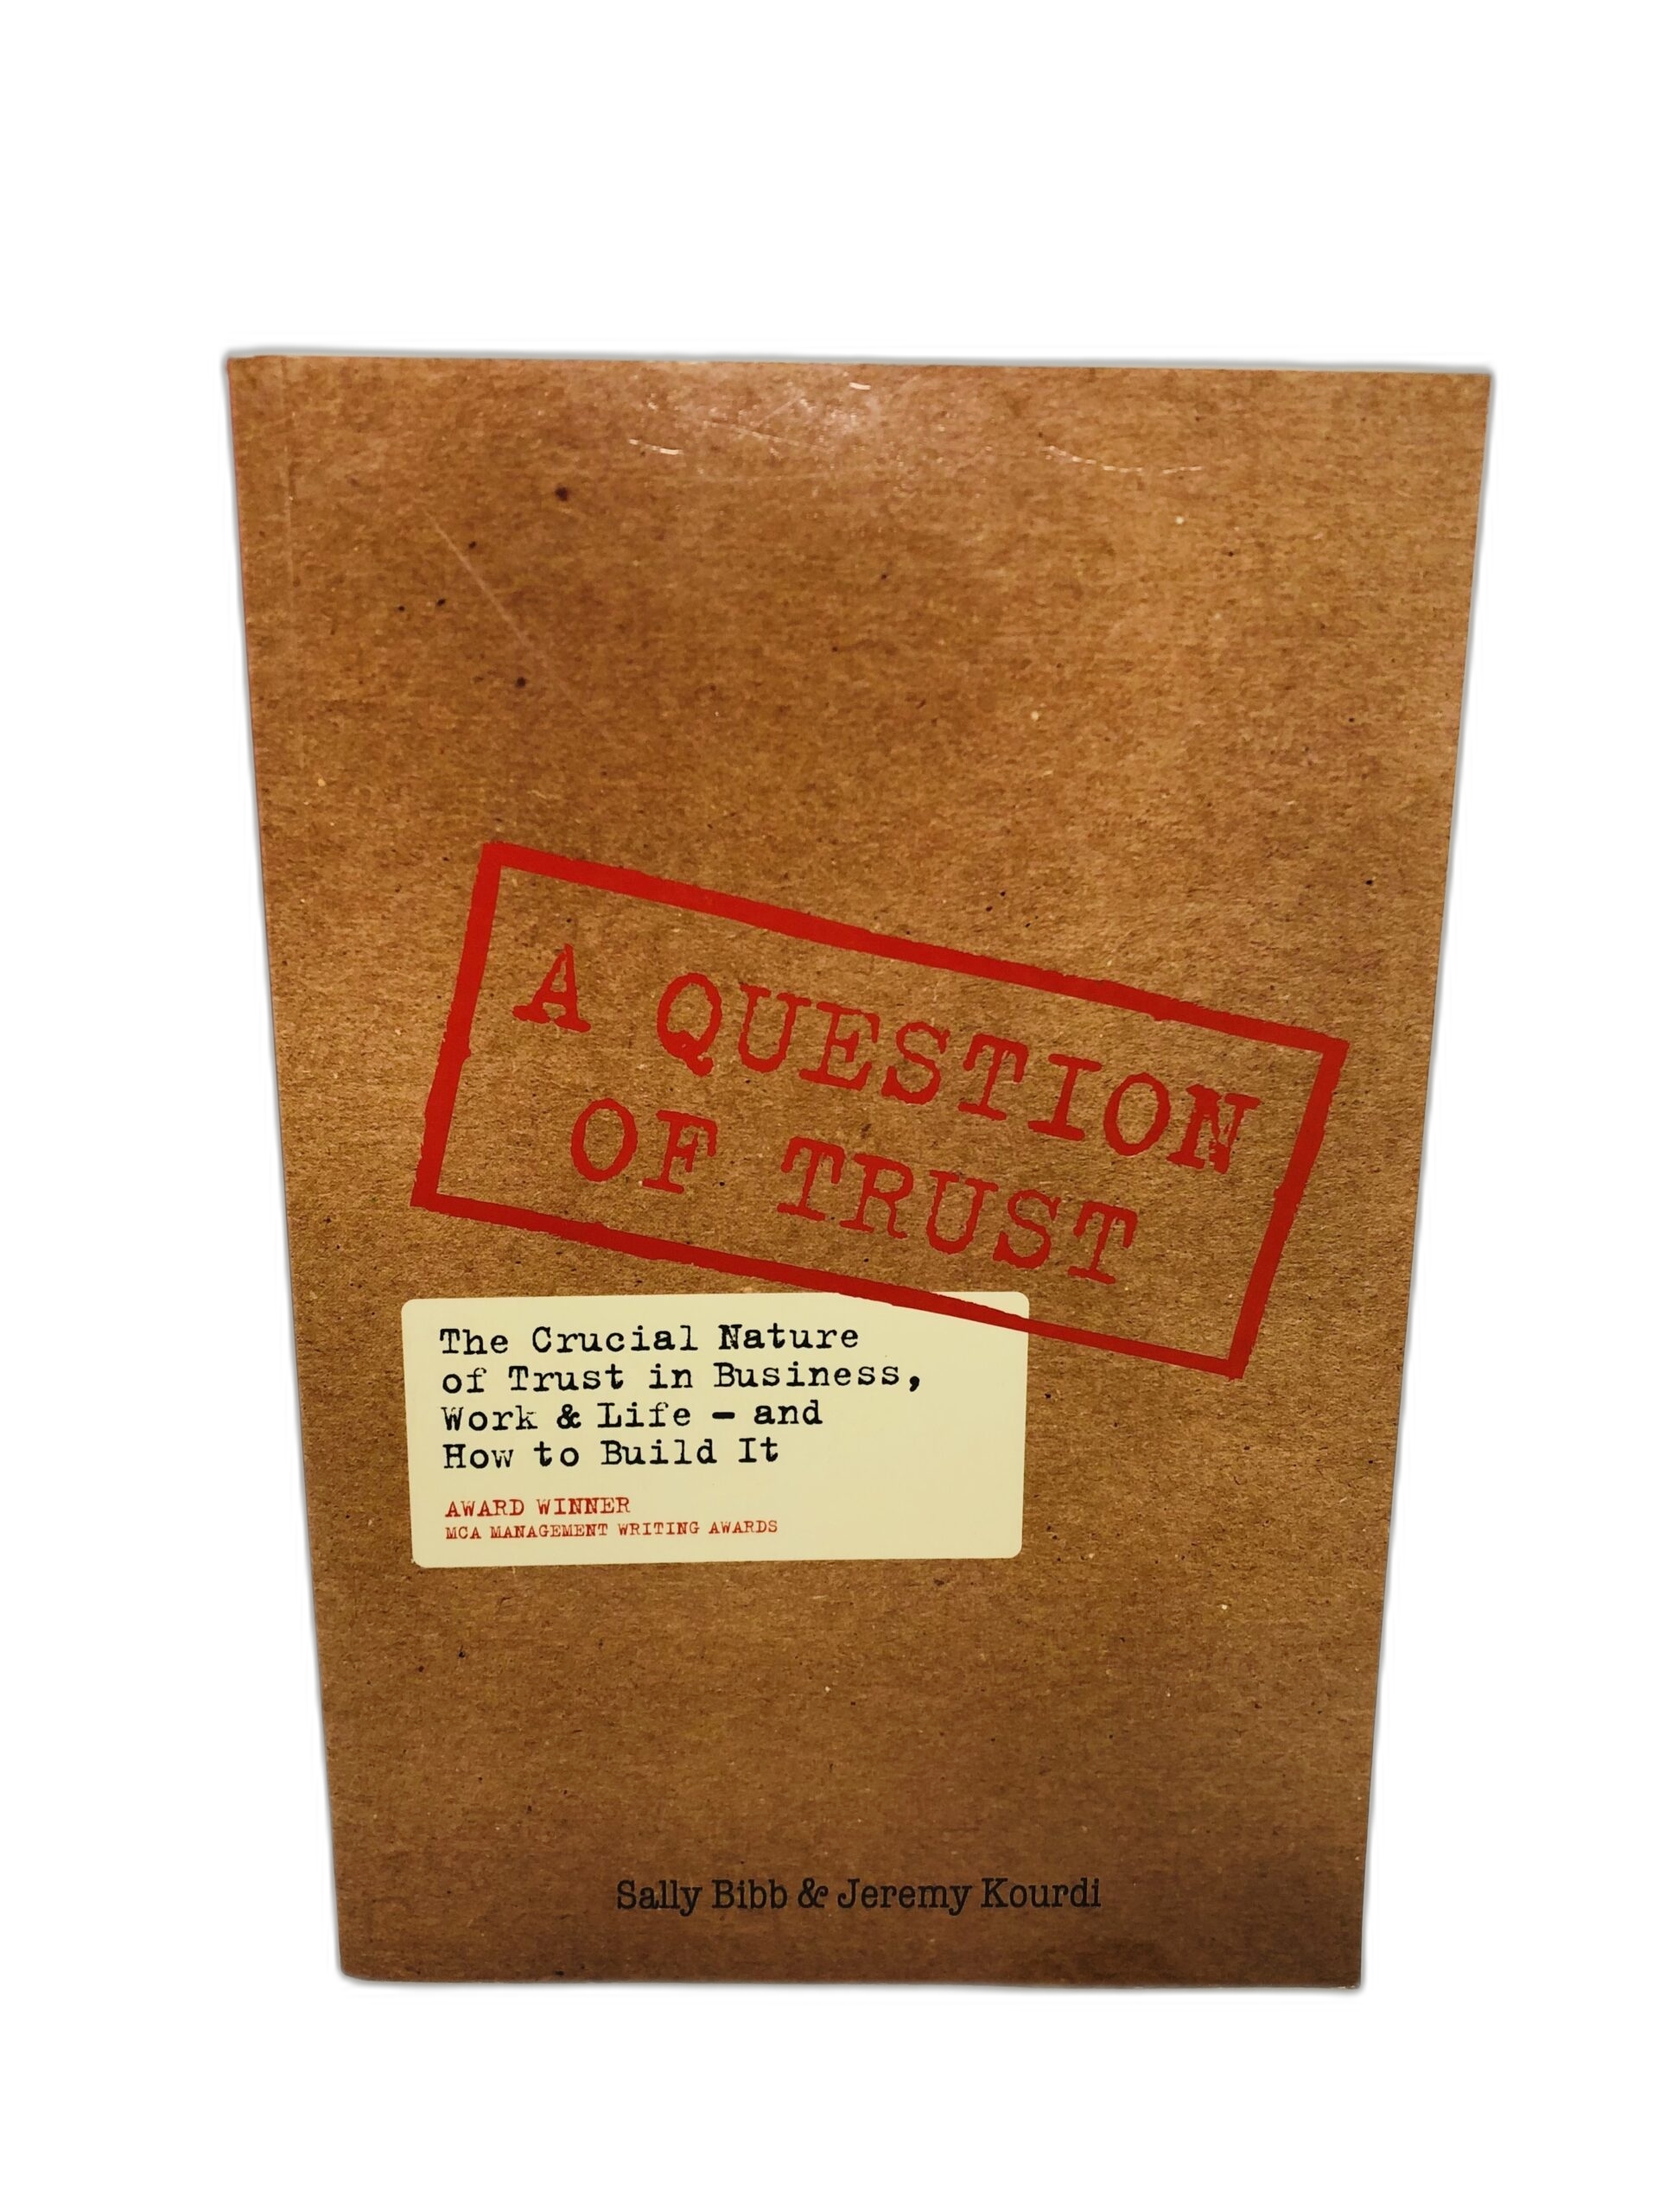 A QUESTION
OF TRUST
The Crucial Nature
of Trust in Business,
Work & Life – and
How to Build It
AWARD WINNER
MCA MANAGEMENT WRITING AWARDS
Sally Bibb & Jeremy Kourdi